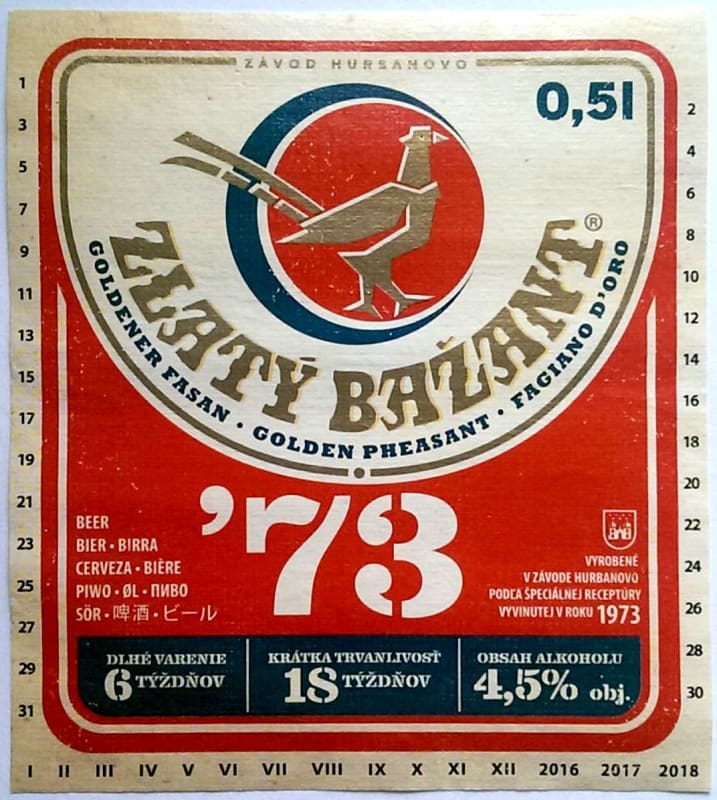 ZÁVOD HURBANOVO
0,5l
ZLATÝ BAŽANT®
GOLDENER FASAN • GOLDEN PHEASANT • FAGIANO D'ORO
'73
BEER
BIER • BIRRA
CERVEZA • BIÈRE
PIWO • ØL • ПИВО
SÖR • 啤酒 • ビール
VYROBENÉ
V ZÁVODE HURBANOVO
PODĽA ŠPECIÁLNEJ RECEPTÚRY
VYVINUTEJ V ROKU 1973
DLHÉ VARENIE
6 TÝŽDŇOV
KRÁTKA TRVANLIVOSŤ
18 TÝŽDŇOV
OBSAH ALKOHOLU
4,5% obj.
1
3
5
7
9
11
13
15
17
19
21
23
25
27
29
31
2
4
6
8
10
12
14
16
18
20
22
24
26
28
30
I II III IV V VI VII VIII IX X XI XII 2016 2017 2018